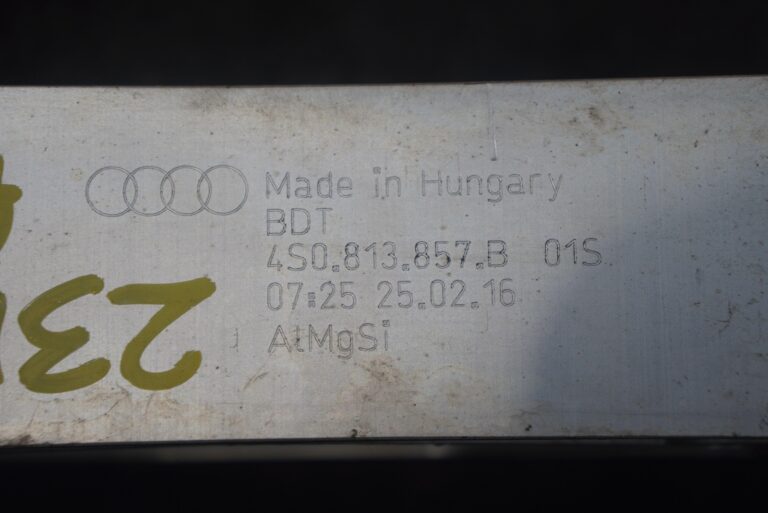 Made in Hungary
BDT
4S0.813.857.B 01S
07:25 25.02.16
AlMgSi